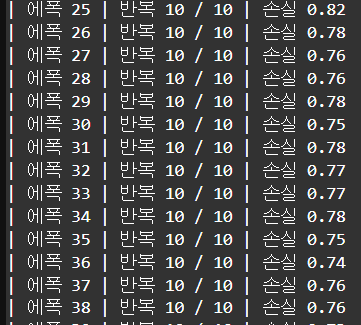 | 에폭 25 | 반복 10 / 10 | 손실 0.82
| 에폭 26 | 반복 10 / 10 | 손실 0.78
| 에폭 27 | 반복 10 / 10 | 손실 0.76
| 에폭 28 | 반복 10 / 10 | 손실 0.76
| 에폭 29 | 반복 10 / 10 | 손실 0.78
| 에폭 30 | 반복 10 / 10 | 손실 0.75
| 에폭 31 | 반복 10 / 10 | 손실 0.78
| 에폭 32 | 반복 10 / 10 | 손실 0.77
| 에폭 33 | 반복 10 / 10 | 손실 0.77
| 에폭 34 | 반복 10 / 10 | 손실 0.78
| 에폭 35 | 반복 10 / 10 | 손실 0.75
| 에폭 36 | 반복 10 / 10 | 손실 0.74
| 에폭 37 | 반복 10 / 10 | 손실 0.76
| 에폭 38 | 반복 10 / 10 | 손실 0.76